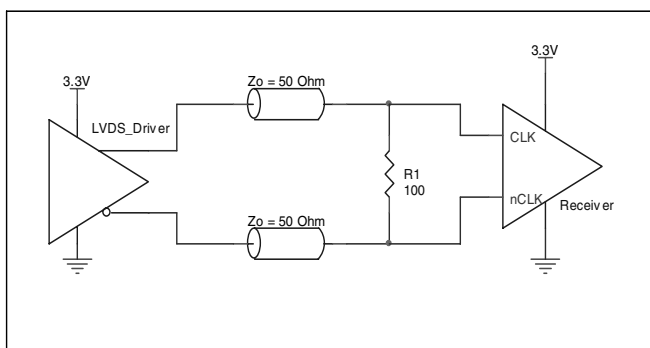 3.3V
LVDS_Driver
Zo = 50 Ohm
Zo = 50 Ohm
R1
100
3.3V
CLK
nCLK
Receiver